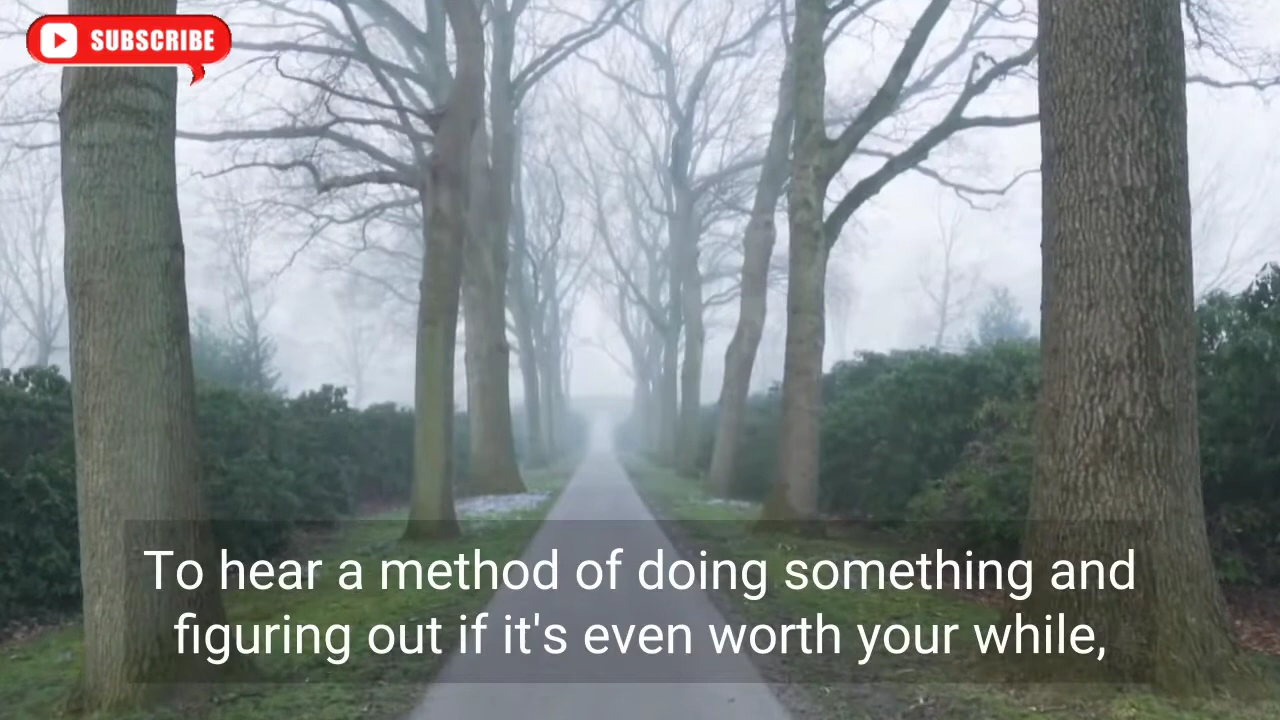 SUBSCRIBE
To hear a method of doing something and
figuring out if it's even worth your while,